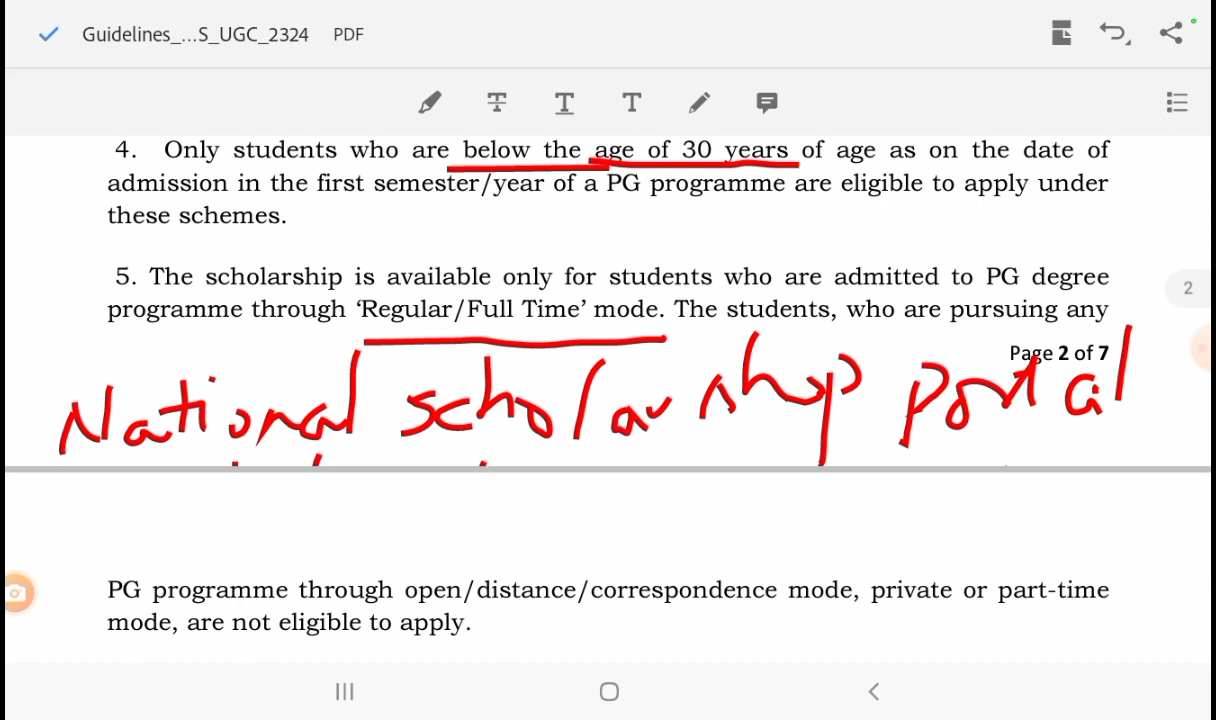 Guidelines_...S_UGC_2324 PDF
4. Only students who are below the age of 30 years of age as on the date of
admission in the first semester/year of a PG programme are eligible to apply under
these schemes.
5. The scholarship is available only for students who are admitted to PG degree
programme through ‘Regular/Full Time’ mode. The students, who are pursuing any
2
Page 2 of 7
National scholarship portal
PG programme through open/distance/correspondence mode, private or part-time
mode, are not eligible to apply.